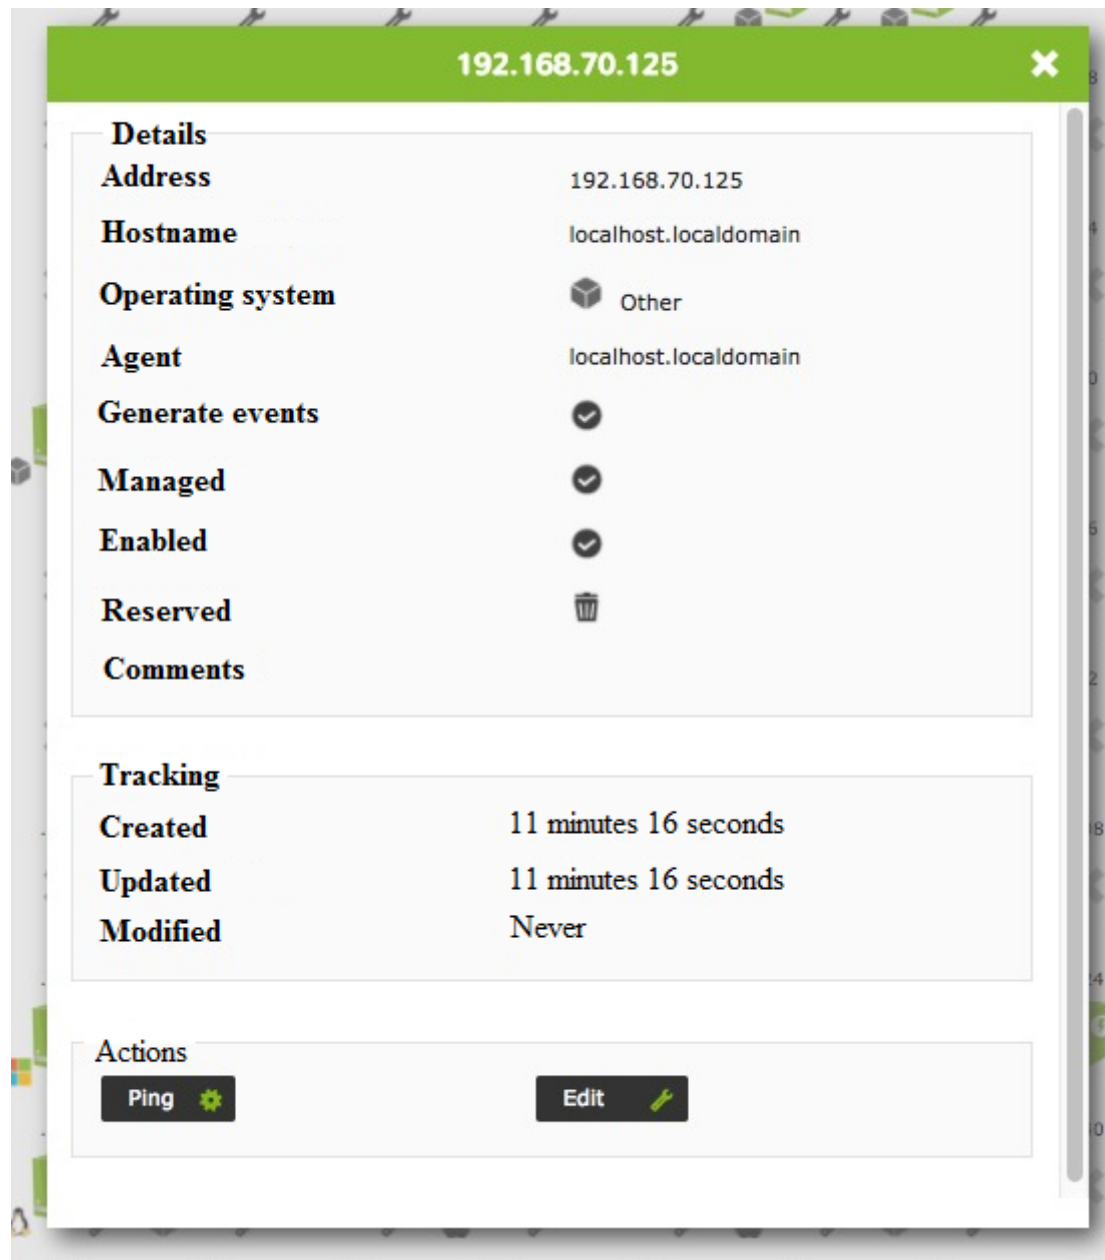 192.168.70.125
Details
Address 192.168.70.125
Hostname localhost.localdomain
Operating system Other
Agent localhost.localdomain
Generate events
Managed
Enabled
Reserved
Comments
Tracking
Created 11 minutes 16 seconds
Updated 11 minutes 16 seconds
Modified Never
Actions
Ping Edit